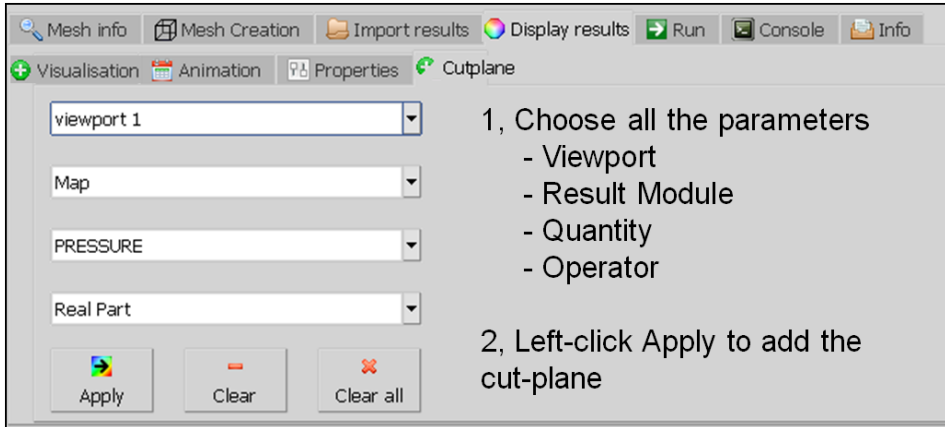 Mesh info Mesh Creation Import results Display results Run Console Info
Visualisation Animation Properties Cutplane
viewport 1
Map
PRESSURE
Real Part
Apply Clear Clear all
1, Choose all the parameters
- Viewport
- Result Module
- Quantity
- Operator
2, Left-click Apply to add the
cut-plane